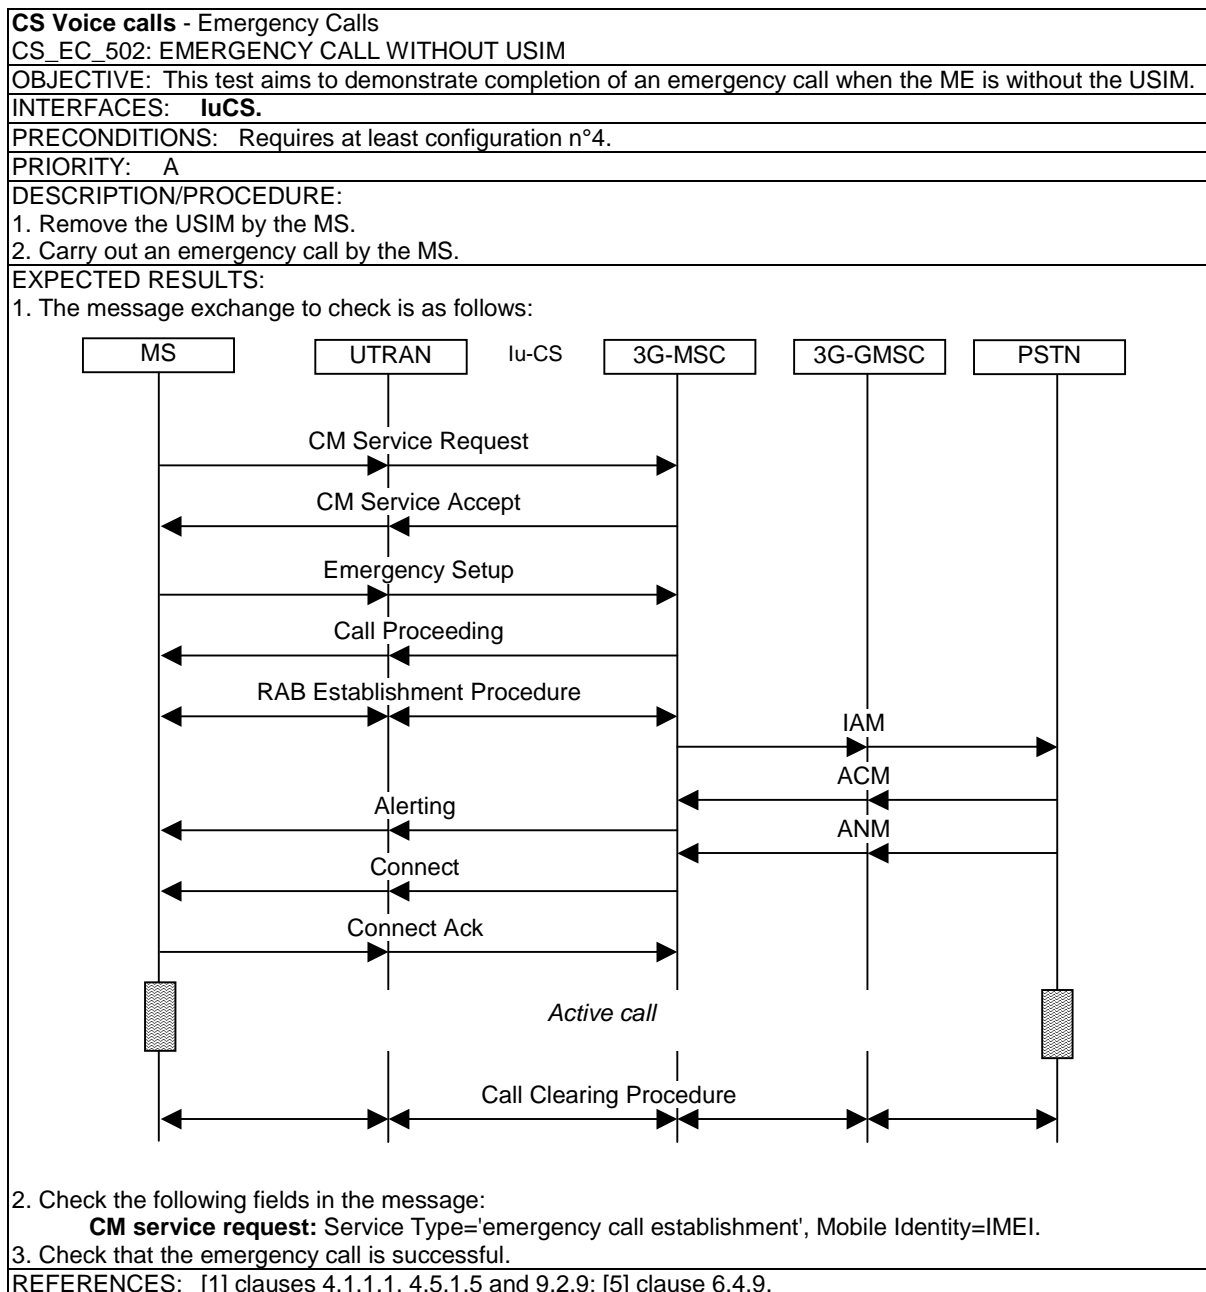 CS Voice calls - Emergency Calls
CS_EC_502: EMERGENCY CALL WITHOUT USIM
OBJECTIVE: This test aims to demonstrate completion of an emergency call when the ME is without the USIM.
INTERFACES: IuCS.
PRECONDITIONS: Requires at least configuration n°4.
PRIORITY: A
DESCRIPTION/PROCEDURE:
1. Remove the USIM by the MS.
2. Carry out an emergency call by the MS.
EXPECTED RESULTS:
1. The message exchange to check is as follows:
MS UTRAN Iu-CS 3G-MSC 3G-GMSC PSTN
CM Service Request
CM Service Accept
Emergency Setup
Call Proceeding
RAB Establishment Procedure
IAM
ACM
Alerting
ANM
Connect
Connect Ack
Active call
Call Clearing Procedure
2. Check the following fields in the message:
CM service request: Service Type='emergency call establishment', Mobile Identity=IMEI.
3. Check that the emergency call is successful.
REFERENCES: [1] clauses 4.1.1.1, 4.5.1.5 and 9.2.9; [5] clause 6.4.9.